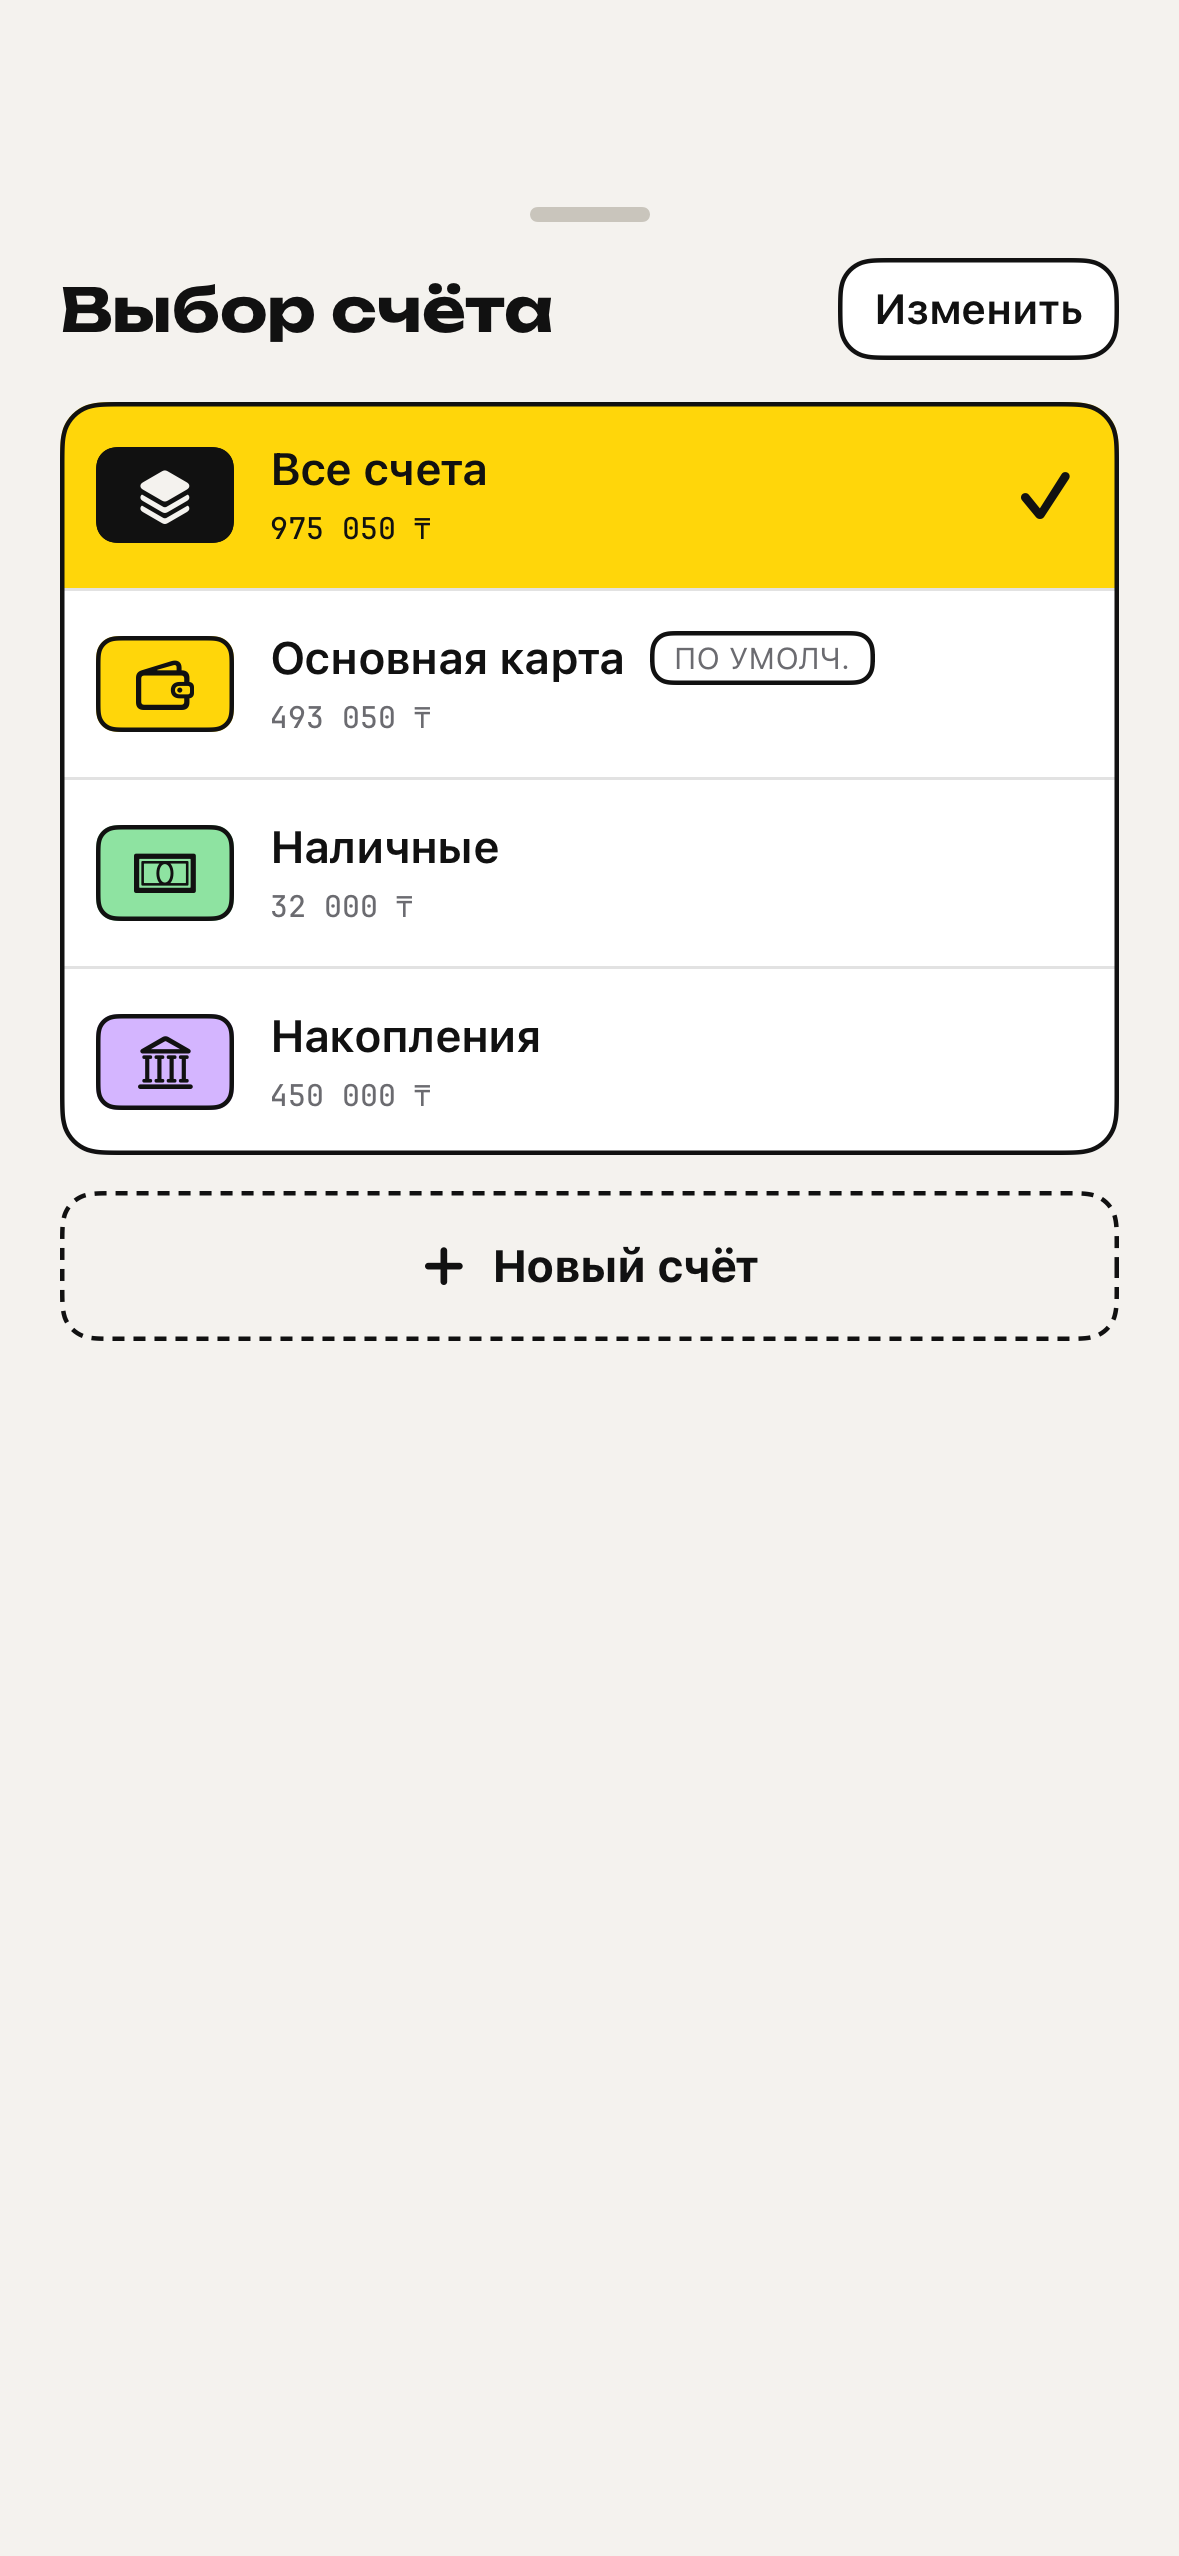 Выбор счёта
Изменить
Все счета
975 050 ₸
Основная карта ПО УМОЛЧ.
493 050 ₸
Наличные
32 000 ₸
Накопления
450 000 ₸
+ Новый счёт